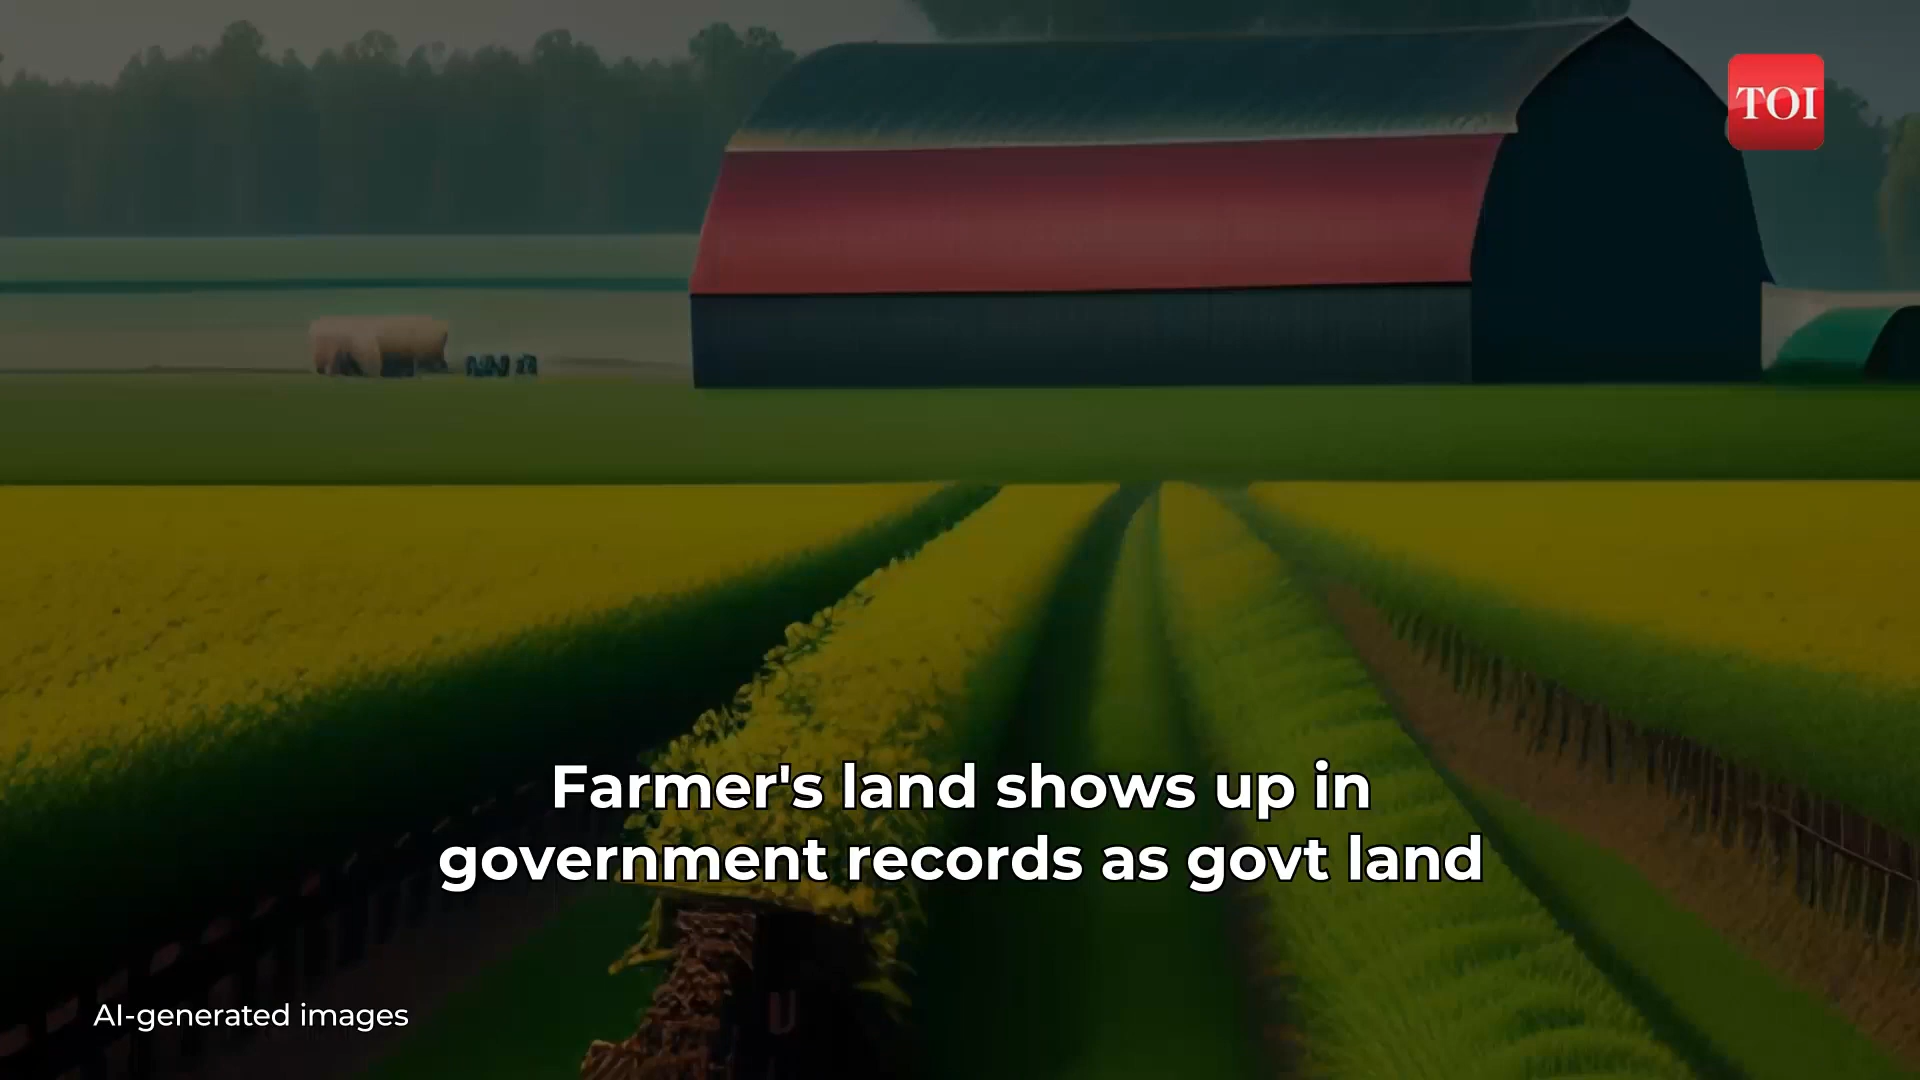 TOI
Farmer's land shows up in
government records as govt land
AI-generated images